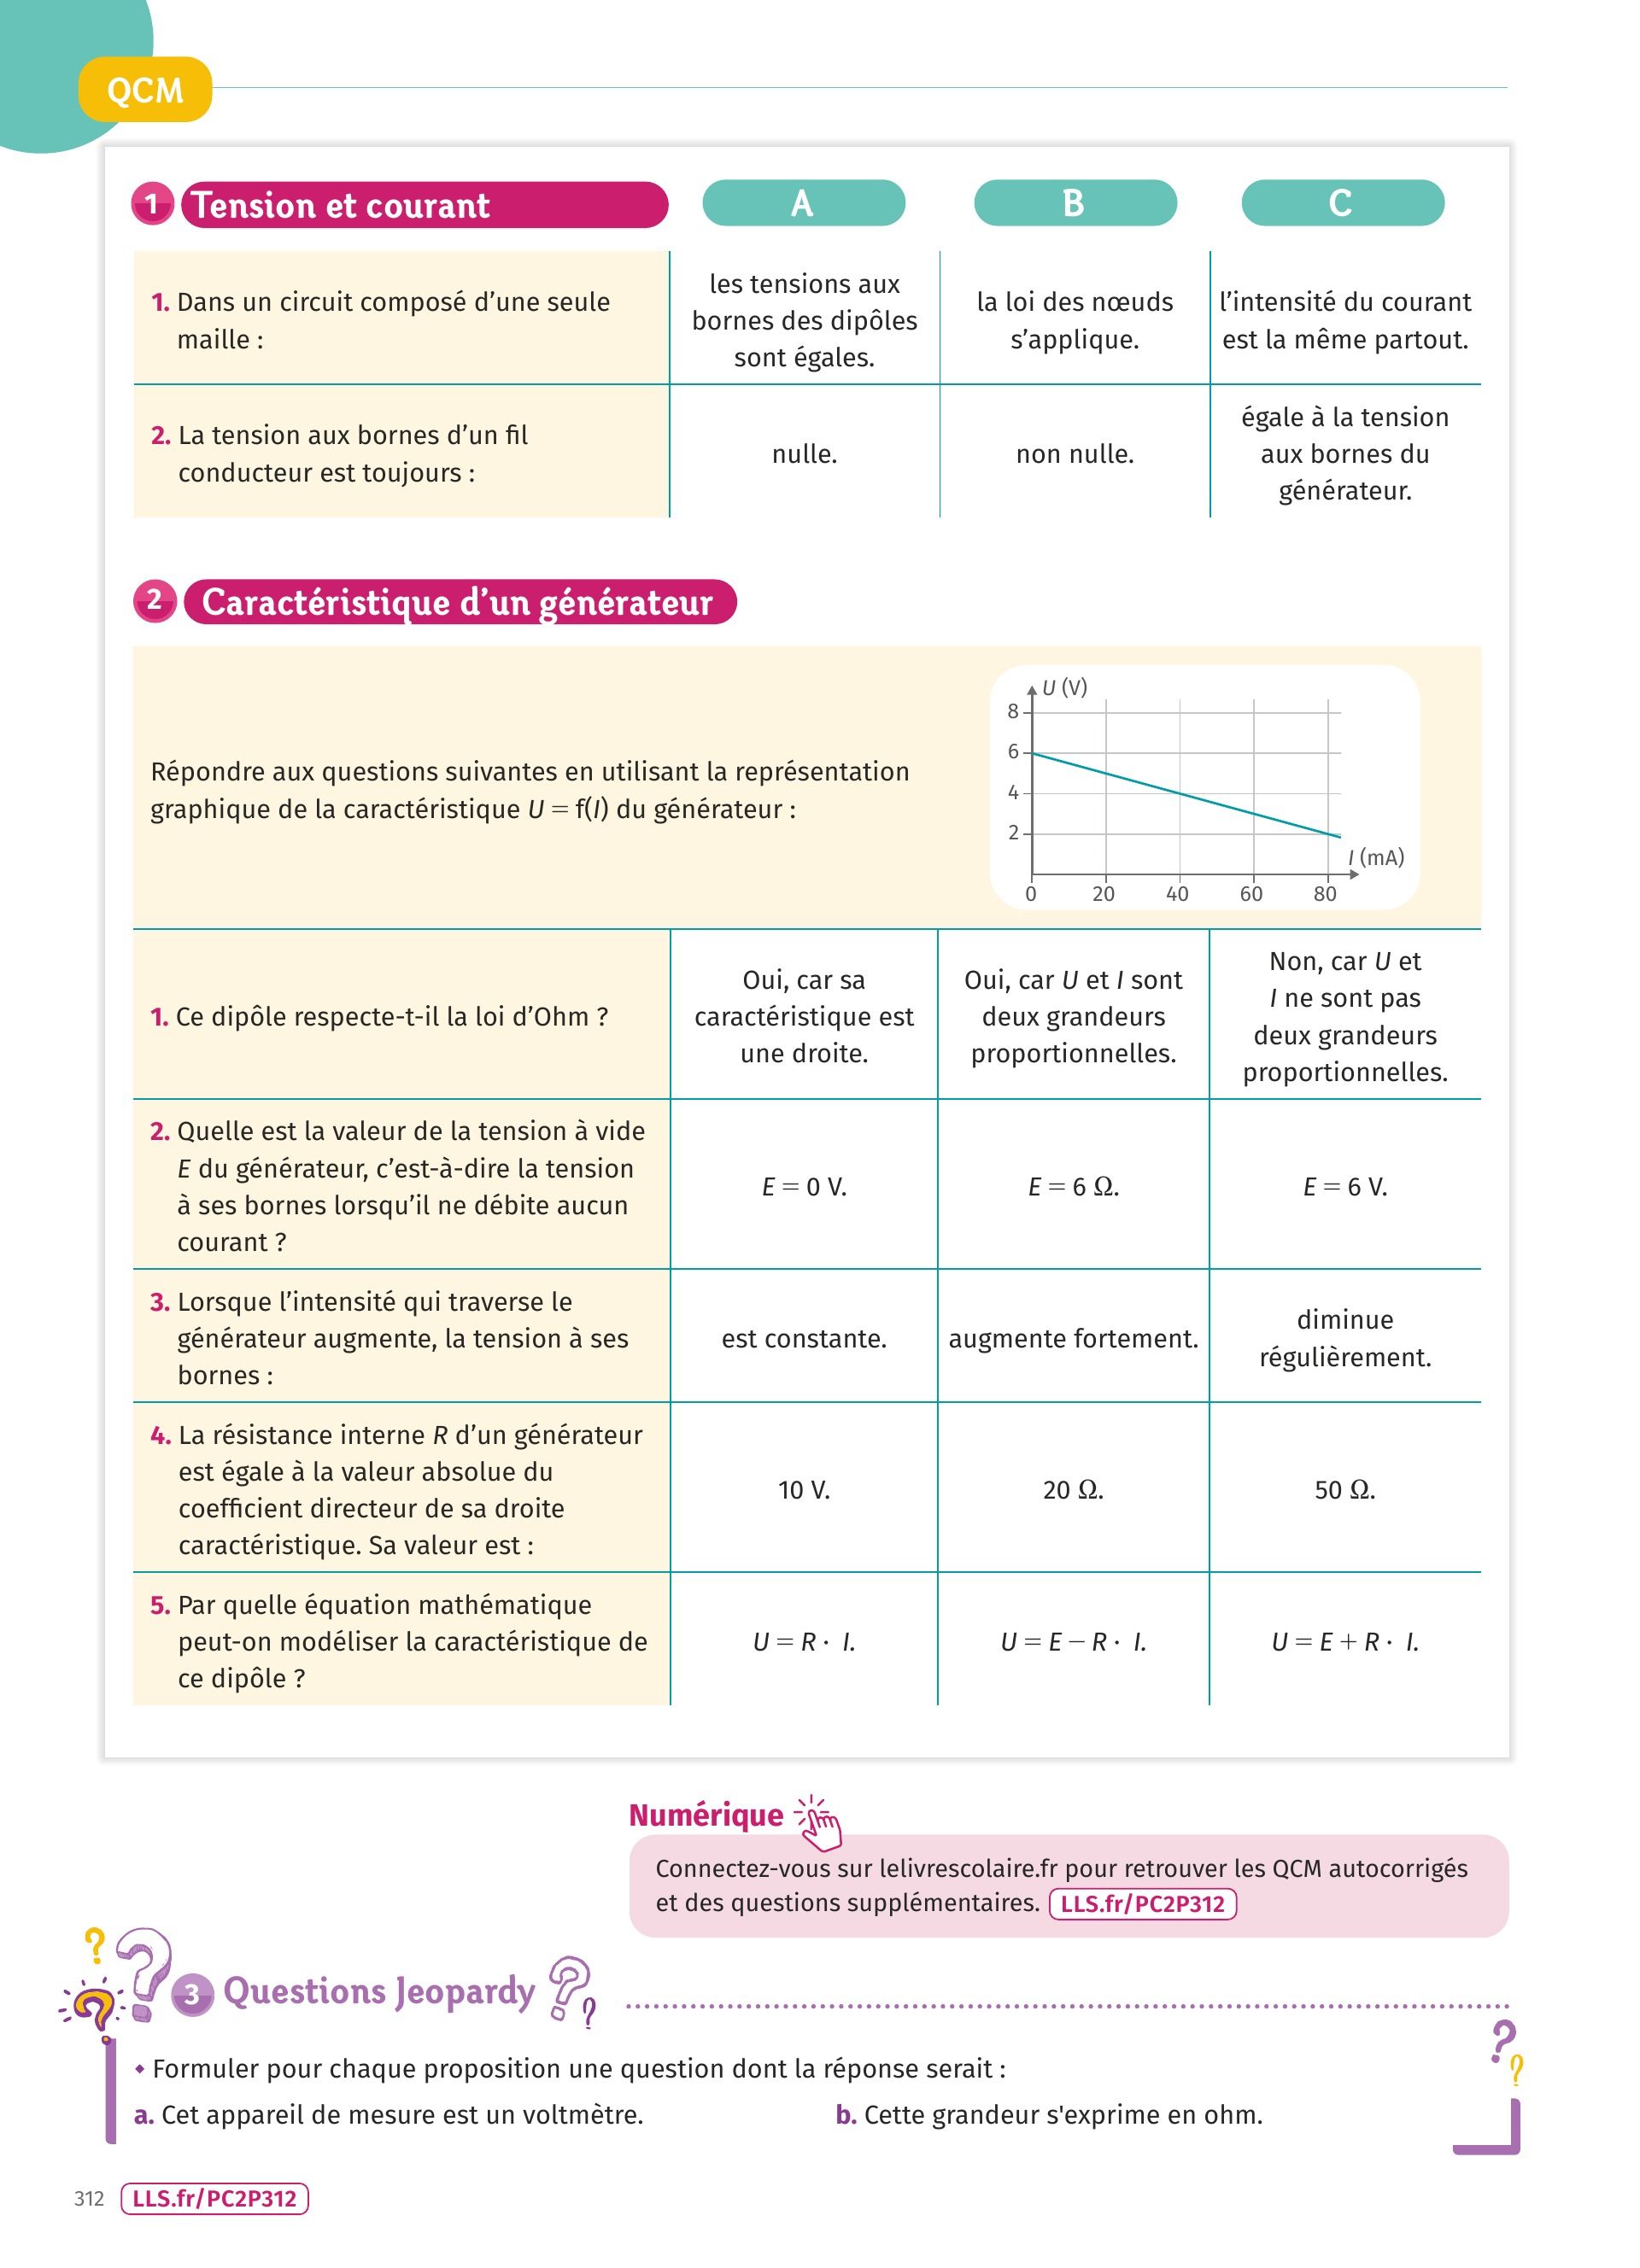 QCM
1 Tension et courant
A B C
1. Dans un circuit composé d’une seule
maille :
les tensions aux
bornes des dipôles
sont égales.
la loi des nœuds
s’applique.
l’intensité du courant
est la même partout.
2. La tension aux bornes d’un fil
conducteur est toujours :
nulle.
non nulle.
égale à la tension
aux bornes du
générateur.
2 Caractéristique d’un générateur
Répondre aux questions suivantes en utilisant la représentation
graphique de la caractéristique U = f(I) du générateur :
U (V)
8
6
4
2
I (mA)
0 20 40 60 80
1. Ce dipôle respecte-t-il la loi d’Ohm ?
Oui, car sa
caractéristique est
une droite.
Oui, car U et I sont
deux grandeurs
proportionnelles.
Non, car U et
I ne sont pas
deux grandeurs
proportionnelles.
2. Quelle est la valeur de la tension à vide
E du générateur, c’est-à-dire la tension
à ses bornes lorsqu’il ne débite aucun
courant ?
E = 0 V.
E = 6 Ω.
E = 6 V.
3. Lorsque l’intensité qui traverse le
générateur augmente, la tension à ses
bornes :
est constante.
augmente fortement.
diminue
régulièrement.
4. La résistance interne R d’un générateur
est égale à la valeur absolue du
coefficient directeur de sa droite
caractéristique. Sa valeur est :
10 V.
20 Ω.
50 Ω.
5. Par quelle équation mathématique
peut-on modéliser la caractéristique de
ce dipôle ?
U = R · I.
U = E − R · I.
U = E + R · I.
Numérique
Connectez-vous sur lelivrescolaire.fr pour retrouver les QCM autocorrigés
et des questions supplémentaires. LLS.fr/PC2P312
3 Questions Jeopardy
Formuler pour chaque proposition une question dont la réponse serait :
a. Cet appareil de mesure est un voltmètre.
b. Cette grandeur s'exprime en ohm.
312 LLS.fr/PC2P312